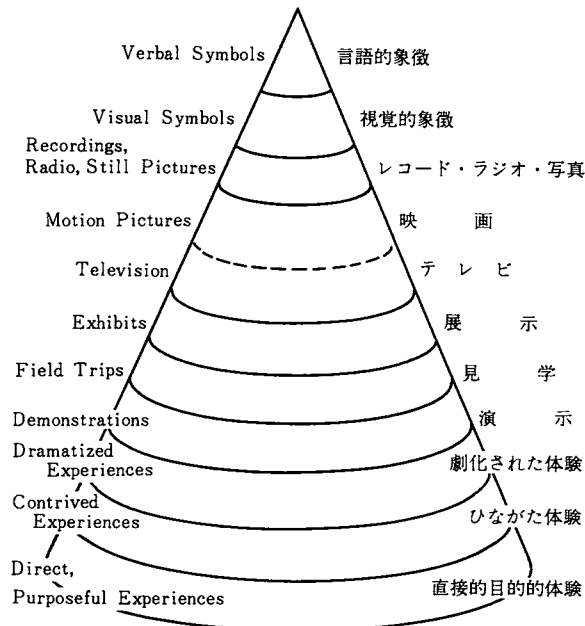 Verbal Symbols 言語的象徴
Visual Symbols 視覚的象徴
Recordings,
Radio, Still Pictures レコード・ラジオ・写真
Motion Pictures 映画
Television テレビ
Exhibits 展示
Field Trips 見学
Demonstrations 演示
Dramatized
Experiences 劇化された体験
Contrived
Experiences ひながた体験
Direct,
Purposeful Experiences 直接的目的的体験